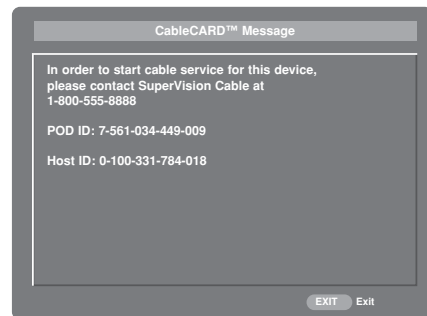 CableCARD™ Message
In order to start cable service for this device,
please contact SuperVision Cable at
1-800-555-8888
POD ID: 7-561-034-449-009
Host ID: 0-100-331-784-018
EXIT Exit